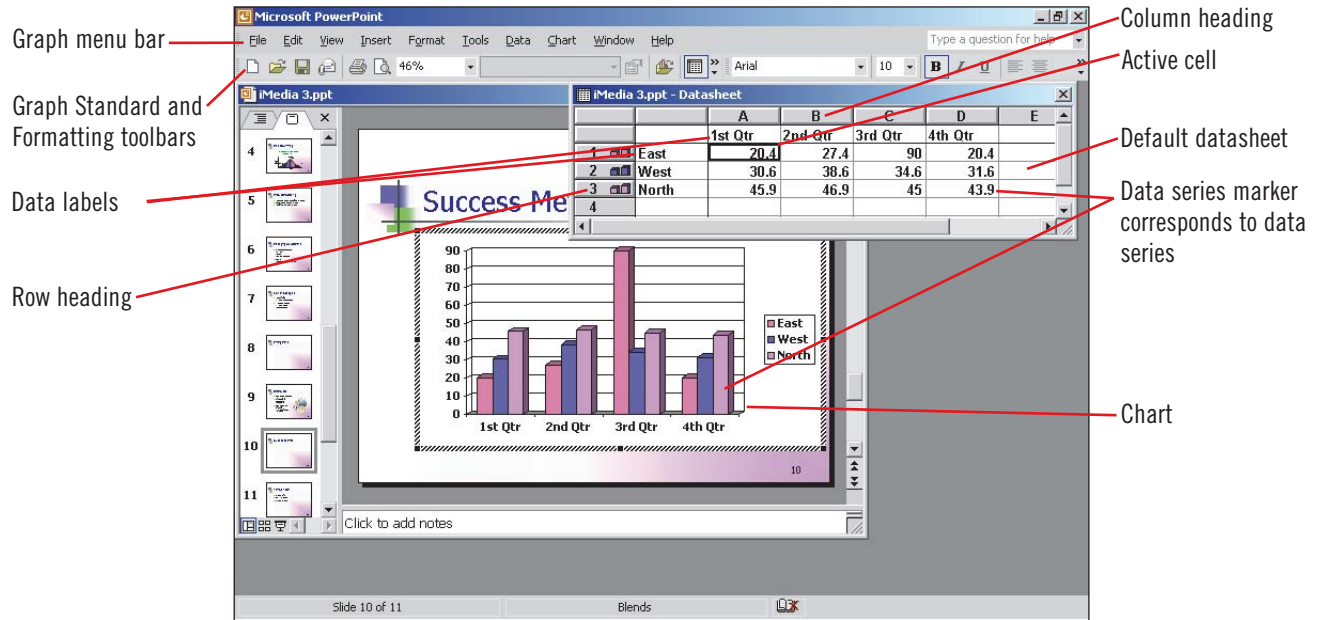 Microsoft PowerPoint
File Edit View Insert Format Tools Data Chart Window Help
Type a question for help
46%
Arial
10
B I U
iMedia 3.ppt
iMedia 3.ppt - Datasheet
A B C D E
1st Qtr 2nd Qtr 3rd Qtr 4th Qtr
1 East 20.4 27.4 90 20.4
2 West 30.6 38.6 34.6 31.6
3 North 45.9 46.9 45 43.9
4
4
5
6
7
8
9
10
11
Success Me
90
80
70
60
50
40
30
20
10
0
1st Qtr 2nd Qtr 3rd Qtr 4th Qtr
East
West
North
10
Click to add notes
Slide 10 of 11
Blends
Graph menu bar
Graph Standard and
Formatting toolbars
Data labels
Row heading
Column heading
Active cell
Default datasheet
Data series marker
corresponds to data
series
Chart